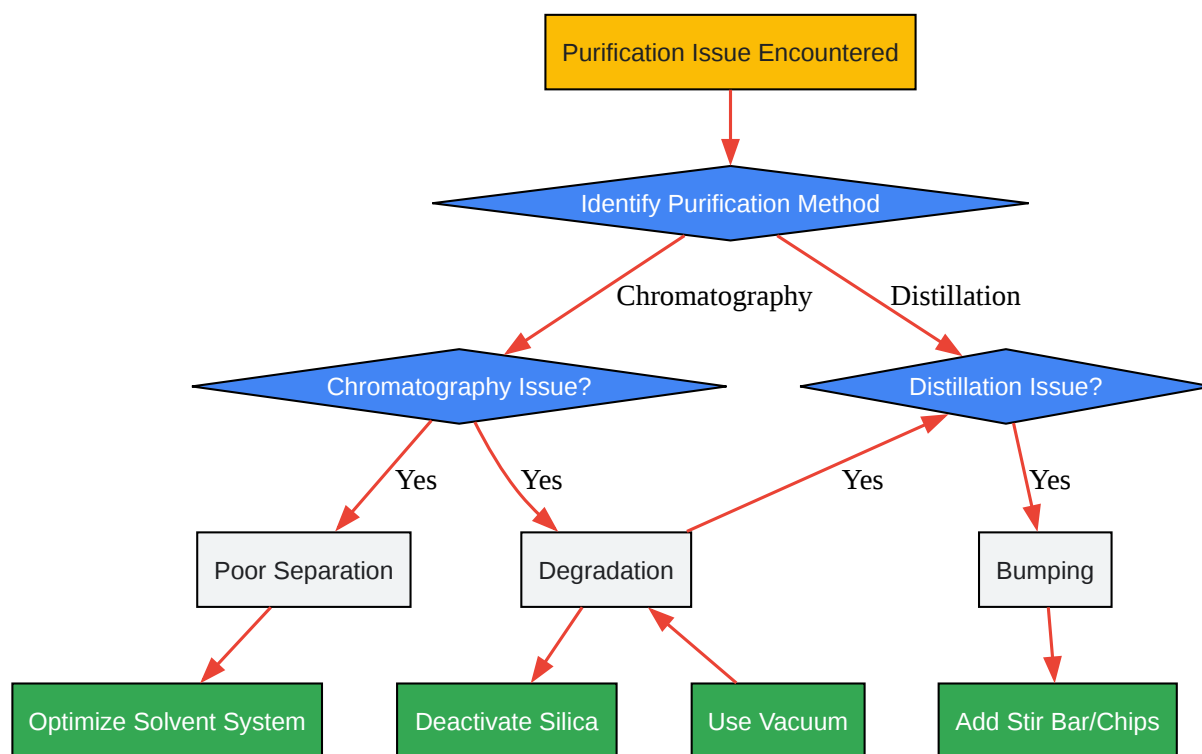 Purification Issue Encountered
Identify Purification Method
Chromatography
Distillation
Chromatography Issue?
Distillation Issue?
Yes
Yes
Yes
Yes
Poor Separation
Degradation
Bumping
Optimize Solvent System
Deactivate Silica
Use Vacuum
Add Stir Bar/Chips